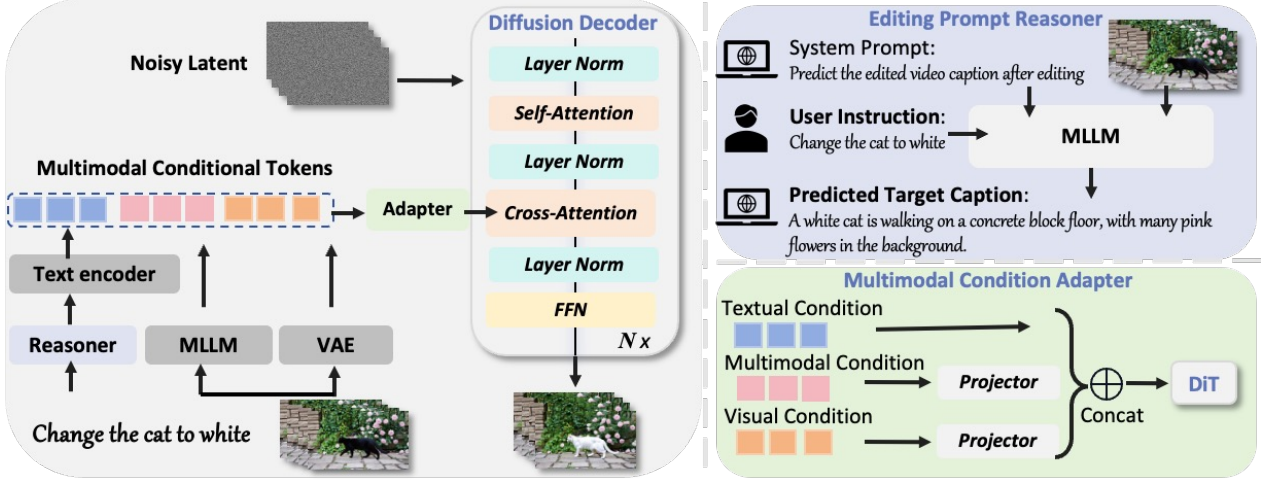 Diffusion Decoder
Noisy Latent
Layer Norm
Self-Attention
Layer Norm
Multimodal Conditional Tokens
Adapter
Cross-Attention
Layer Norm
Text encoder
FFN
Reasoner
MLLM
VAE
N x
Change the cat to white
Editing Prompt Reasoner
System Prompt:
Predict the edited video caption after editing
User Instruction:
Change the cat to white
MLLM
Predicted Target Caption:
A white cat is walking on a concrete block floor, with many pink
flowers in the background.
Multimodal Condition Adapter
Textual Condition
Multimodal Condition
Projector
Visual Condition
Projector
Concat
DiT